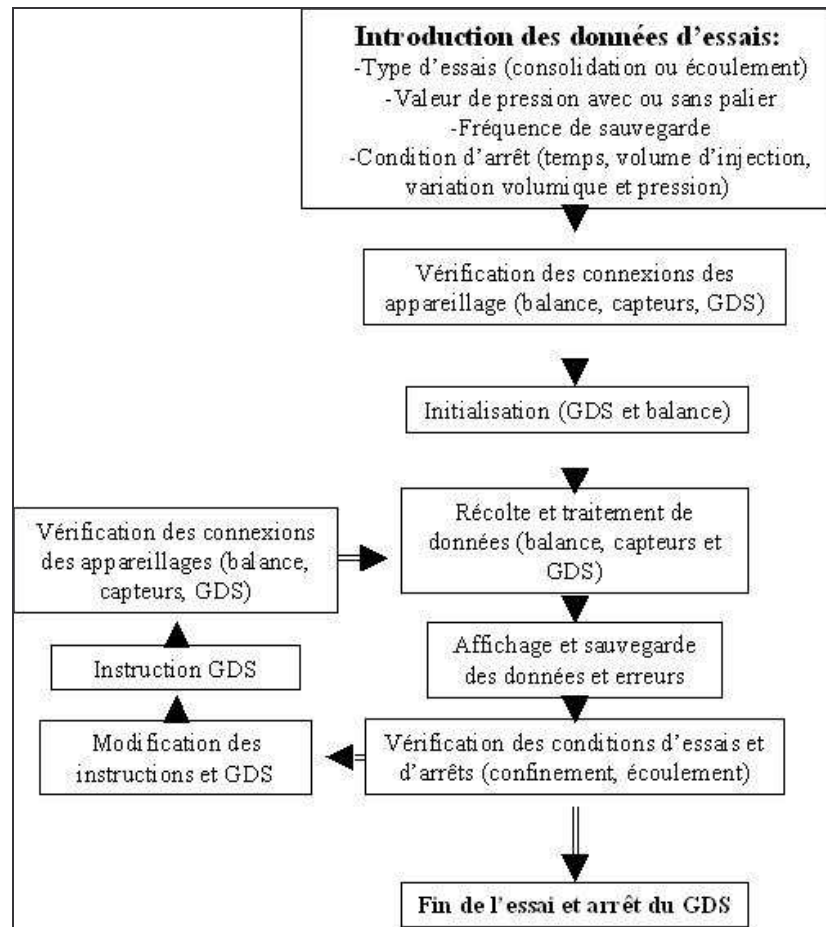 Introduction des données d'essais:
-Type d'essais (consolidation ou écoulement)
-Valeur de pression avec ou sans palier
-Fréquence de sauvegarde
-Condition d'arrêt (temps, volume d'injection,
variation volumique et pression)
Vérification des connexions des
appareillage (balance, capteurs, GDS)
Initialisation (GDS et balance)
Récolte et traitement de
données (balance, capteurs et
GDS)
Vérification des connexions
des appareillages (balance,
capteurs, GDS)
Affichage et sauvegarde
des données et erreurs
Instruction GDS
Vérification des conditions d'essais et
d'arrêts (confinement, écoulement)
Modification des
instructions et GDS
Fin de l'essai et arrêt du GDS